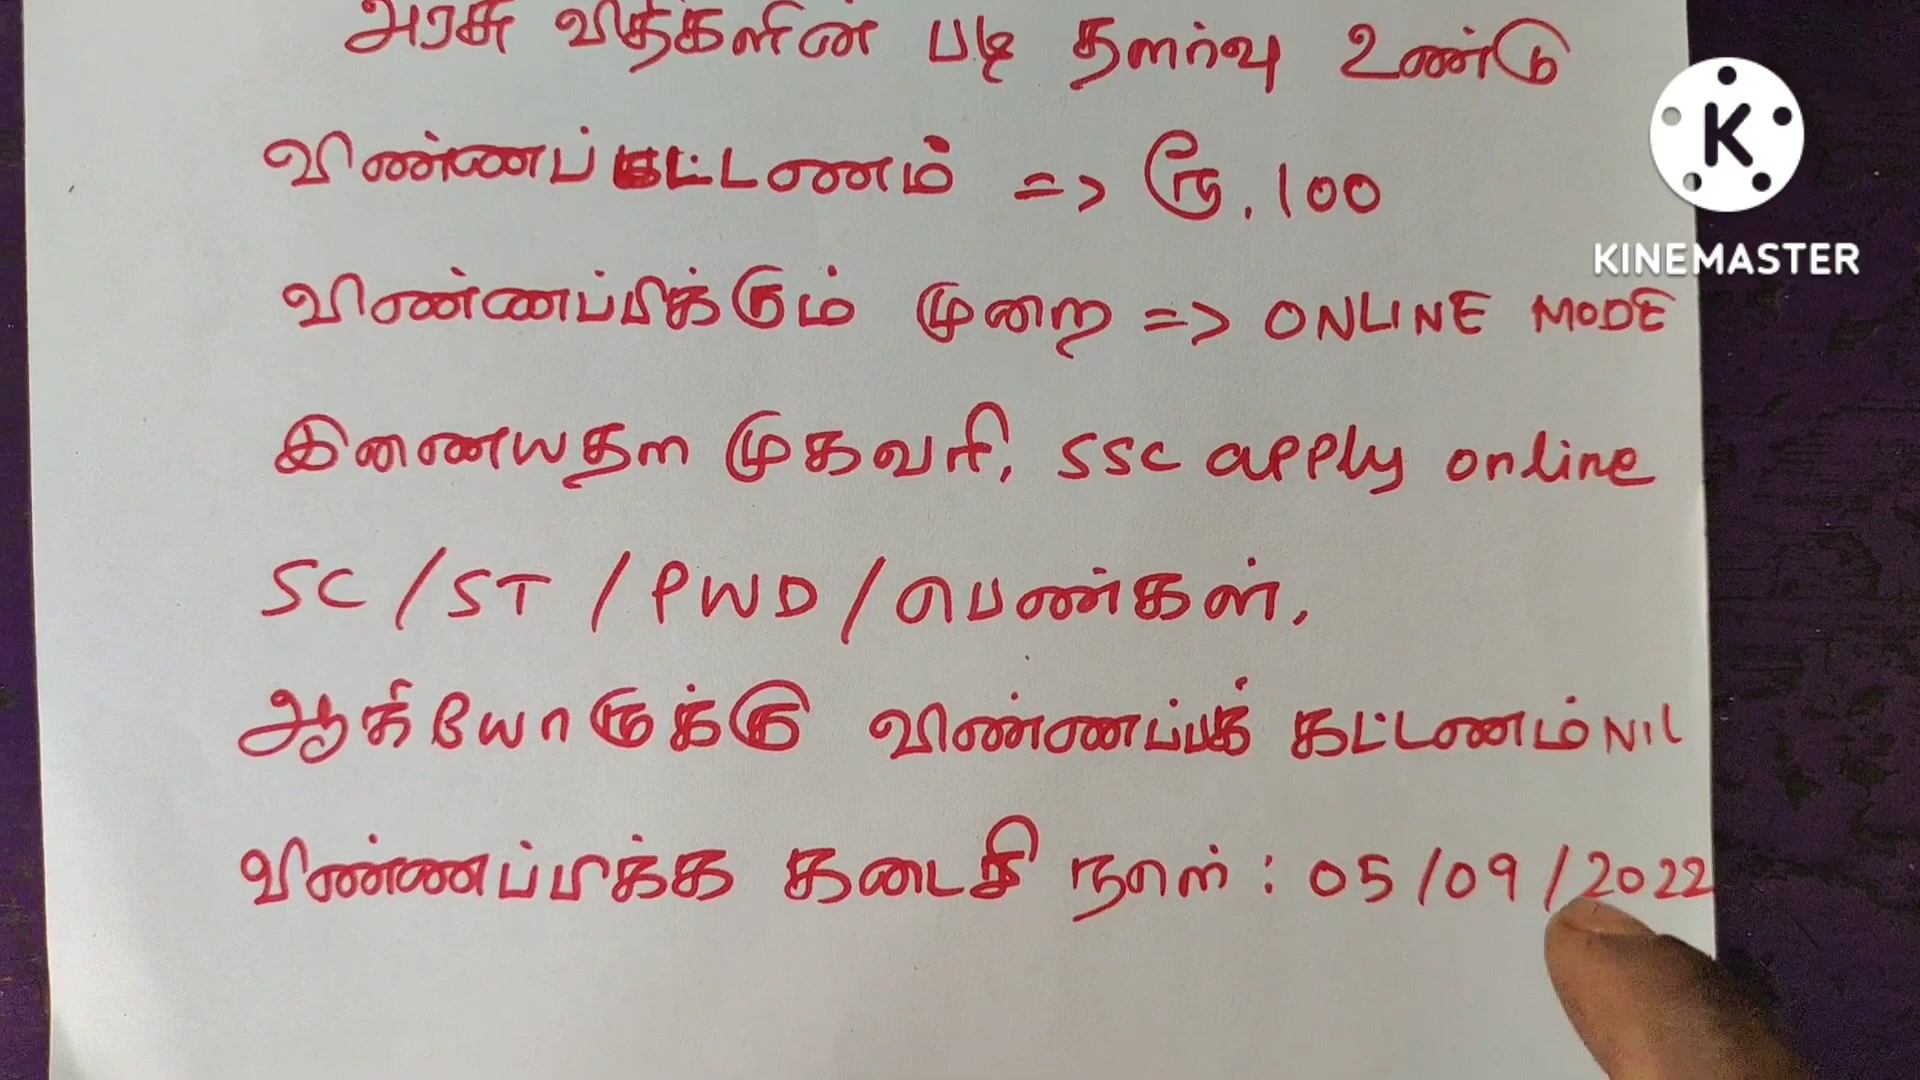 அரசு விதிகளின் படி தளர்வு உண்டு
விண்ணப் கட்டணம் => ரூ.100
விண்ணப்பிக்கும் முறை => ONLINE MODE
இணையதள முகவரி, SSC apply online
SC / ST / PWD / பெண்கள்,
ஆகியோருக்கு விண்ணப்பக் கட்டணம் NIL
விண்ணப்பிக்க கடைசி நாள் : 05/09/2022
K
KINEMASTER